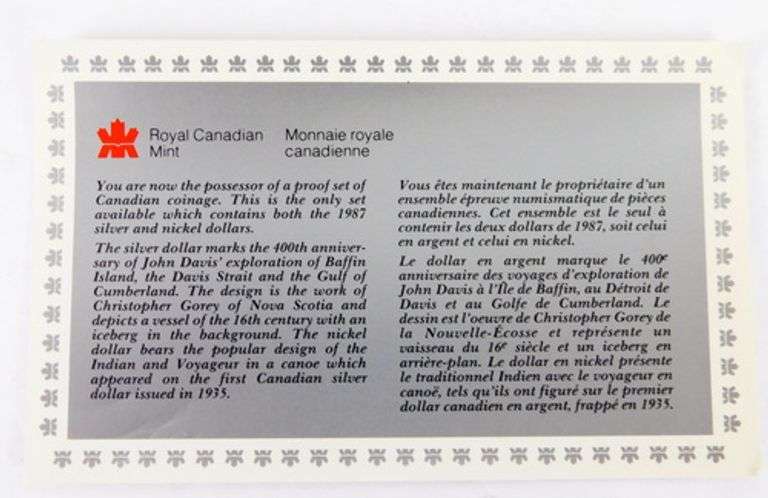 Royal Canadian
Mint
Monnaie royale
canadienne
You are now the possessor of a proof set of
Canadian coinage. This is the only set
available which contains both the 1987
silver and nickel dollars.
The silver dollar marks the 400th anniver-
sary of John Davis' exploration of Baffin
Island, the Davis Strait and the Gulf of
Cumberland. The design is the work of
Christopher Gorey of Nova Scotia and
depicts a vessel of the 16th century with an
iceberg in the background. The nickel
dollar bears the popular design of the
Indian and Voyageur in a canoe which
appeared on the first Canadian silver
dollar issued in 1935.
Vous êtes maintenant le propriétaire d'un
ensemble épreuve numismatique de pièces
canadiennes. Cet ensemble est le seul à
contenir les deux dollars de 1987, soit celui
en argent et celui en nickel.
Le dollar en argent marque le 400e
anniversaire des voyages d'exploration de
John Davis à l'Île de Baffin, au Détroit de
Davis et au Golfe de Cumberland. Le
dessin est l'oeuvre de Christopher Gorey de
la Nouvelle-Écosse et représente un
vaisseau du 16e siècle et un iceberg en
arrière-plan. Le dollar en nickel présente
le traditionnel Indien avec le voyageur en
canoë, tels qu'ils ont figuré sur le premier
dollar canadien en argent, frappé en 1935.